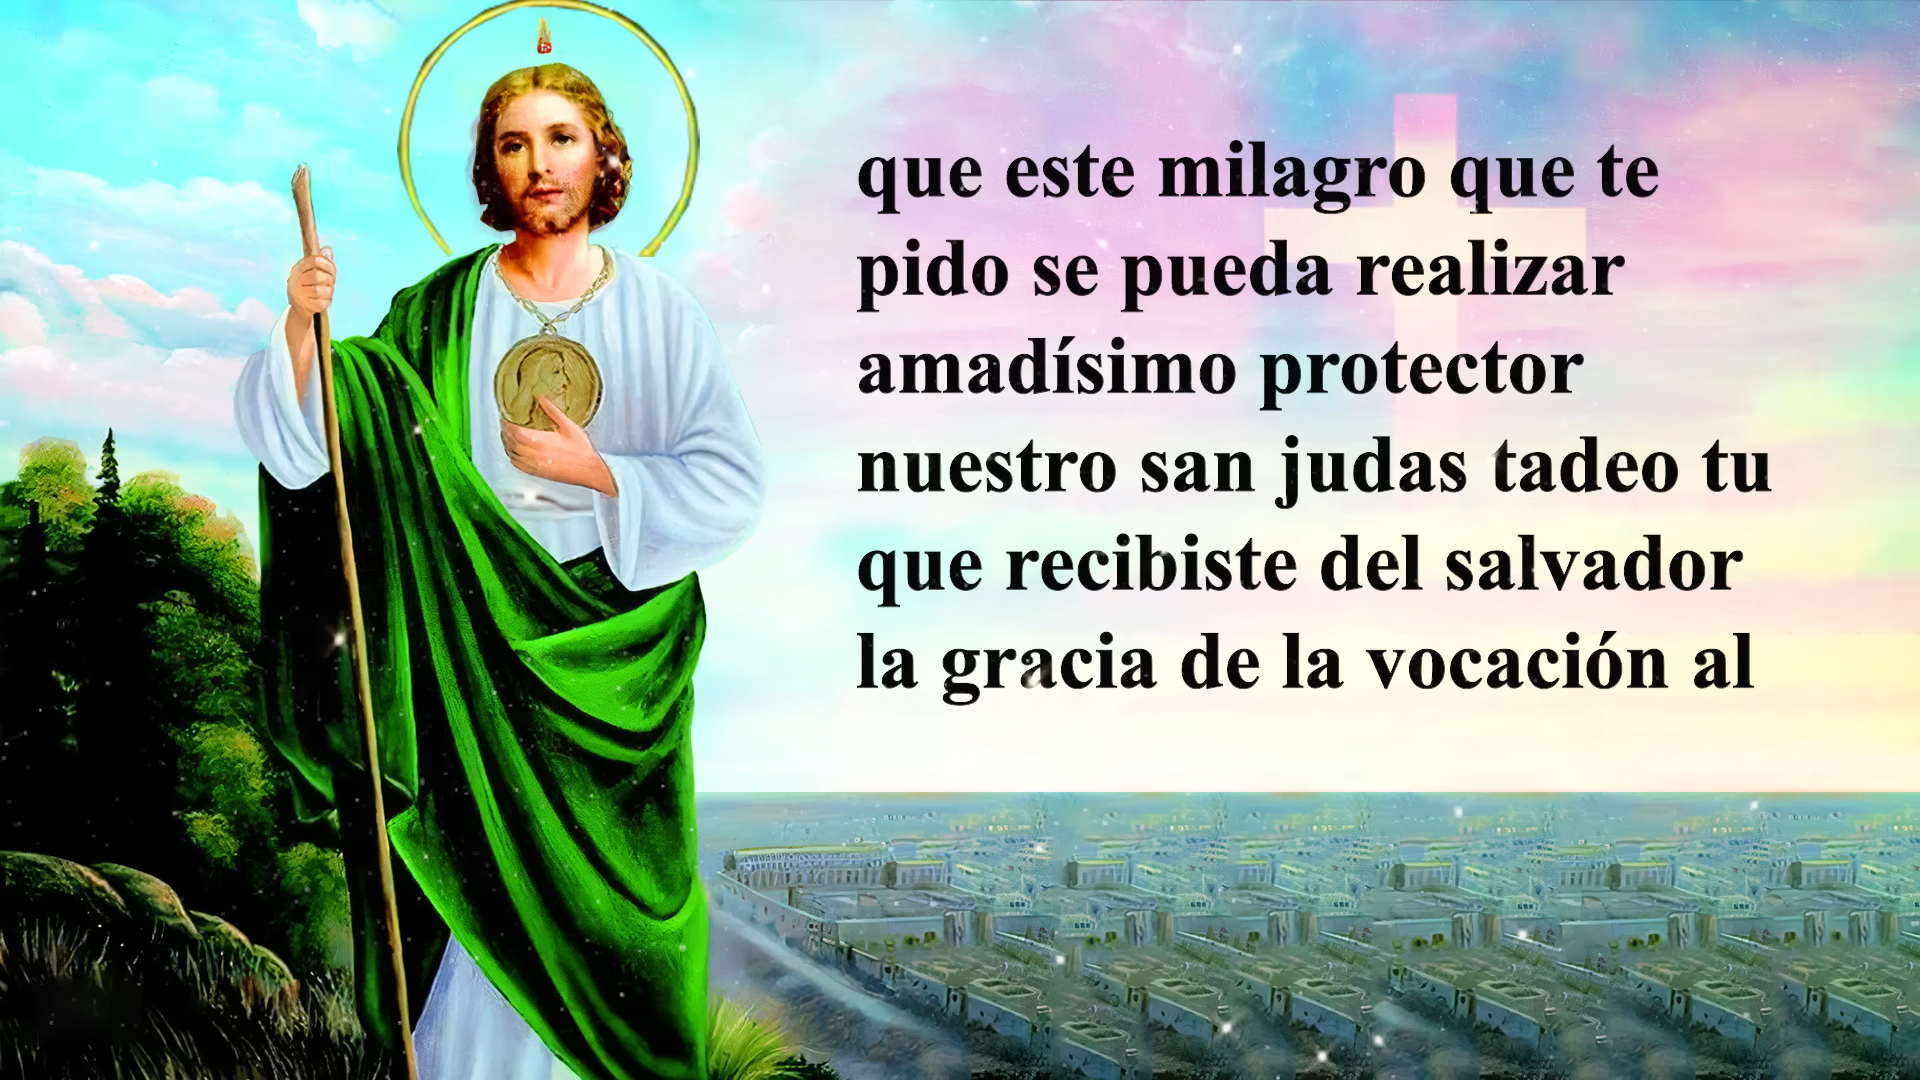 que este milagro que te
pido se pueda realizar
amadísimo protector
nuestro san judas tadeo tu
que recibiste del salvador
la gracia de la vocación al